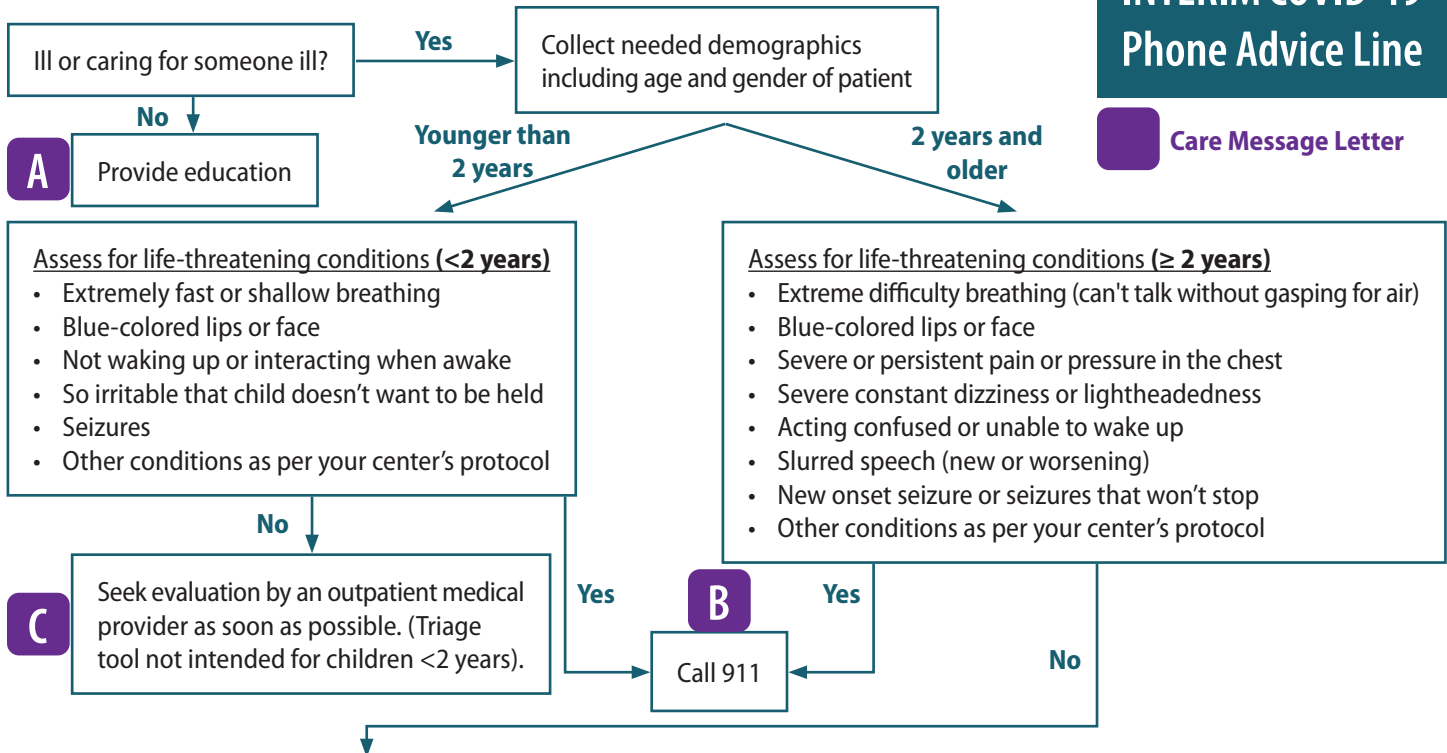 INTERIM COVID-19
Phone Advice Line
Care Message Letter
Ill or caring for someone ill?
Yes
Collect needed demographics
including age and gender of patient
No
A
Provide education
Younger than
2 years
2 years and
older
Assess for life-threatening conditions (<2 years)
• Extremely fast or shallow breathing
• Blue-colored lips or face
• Not waking up or interacting when awake
• So irritable that child doesn't want to be held
• Seizures
• Other conditions as per your center's protocol
Assess for life-threatening conditions (≥ 2 years)
• Extreme difficulty breathing (can't talk without gasping for air)
• Blue-colored lips or face
• Severe or persistent pain or pressure in the chest
• Severe constant dizziness or lightheadedness
• Acting confused or unable to wake up
• Slurred speech (new or worsening)
• New onset seizure or seizures that won't stop
• Other conditions as per your center's protocol
No
C
Seek evaluation by an outpatient medical
provider as soon as possible. (Triage
tool not intended for children <2 years).
Yes
B
Call 911
Yes
No